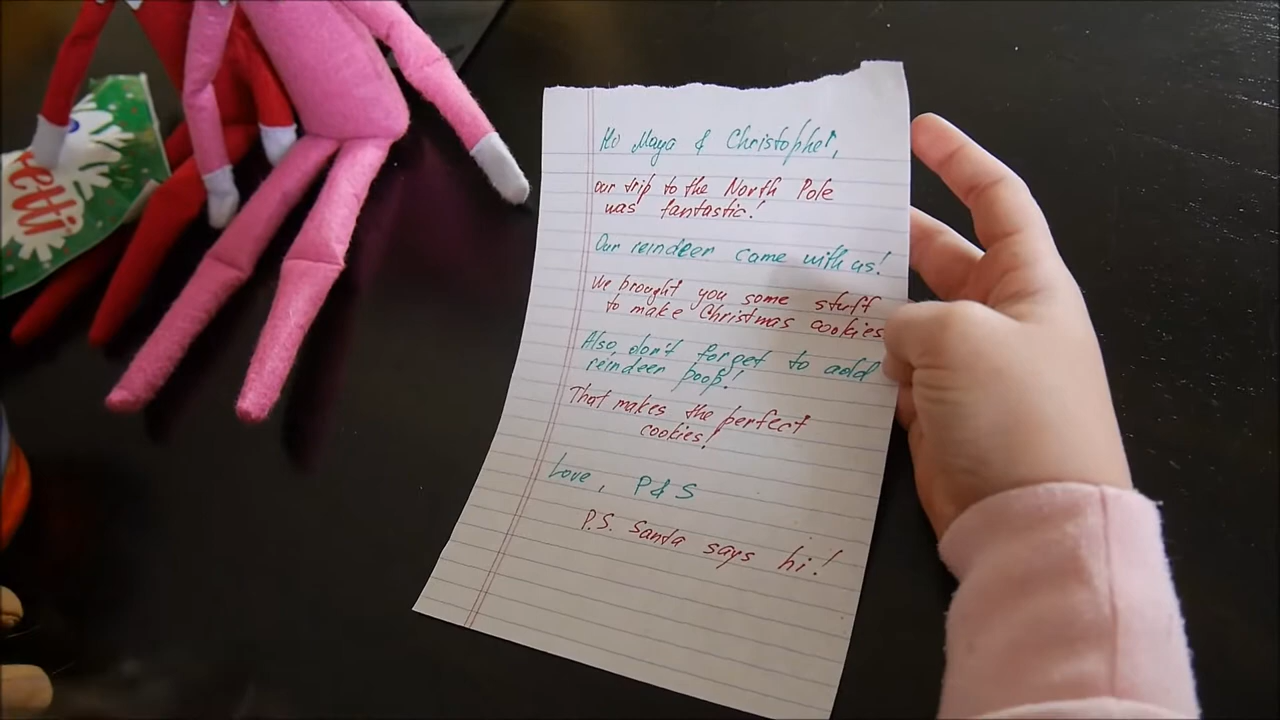 Hi Maya & Christopher,
our trip to the North Pole
was fantastic!
Our reindeer came with us!
We brought you some stuff
to make Christmas cookies
Also don't forget to add
reindeer poop!
That makes the perfect
cookies!
Love, P & S
P.S. Santa says hi!
etti